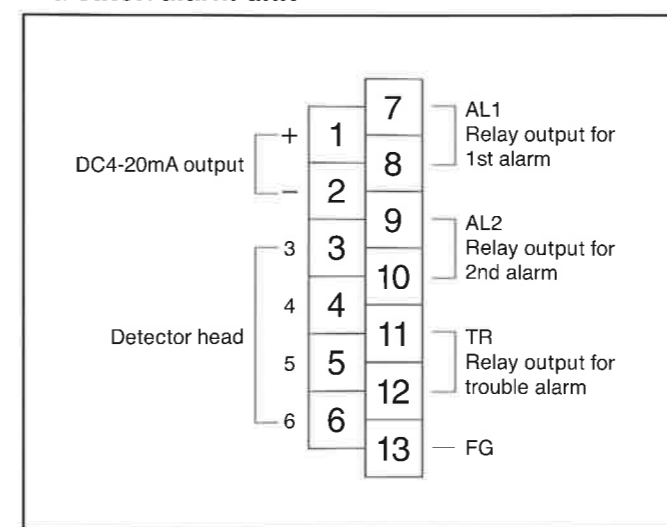 DC4-20mA output
+
−
1
2
3
4
5
6
Detector head
3
4
5
6
7
8
9
10
11
12
13
AL1
Relay output for
1st alarm
AL2
Relay output for
2nd alarm
TR
Relay output for
trouble alarm
FG